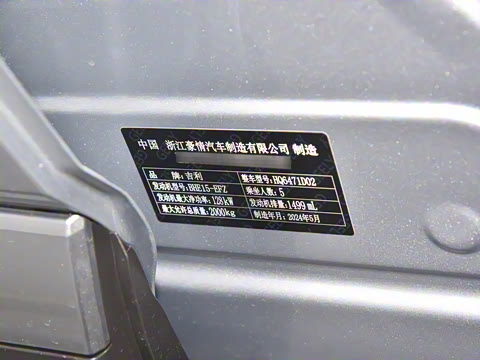 中国 浙江豪情汽车制造有限公司 制造
品 牌:吉利 整车型号:HQ6471D02
发动机型号:BHE15-EFZ 乘坐人数:5
发动机最大净功率:128kW 发动机排量:1499 mL
最大允许总质量:2000kg 制造年月:2024年5月